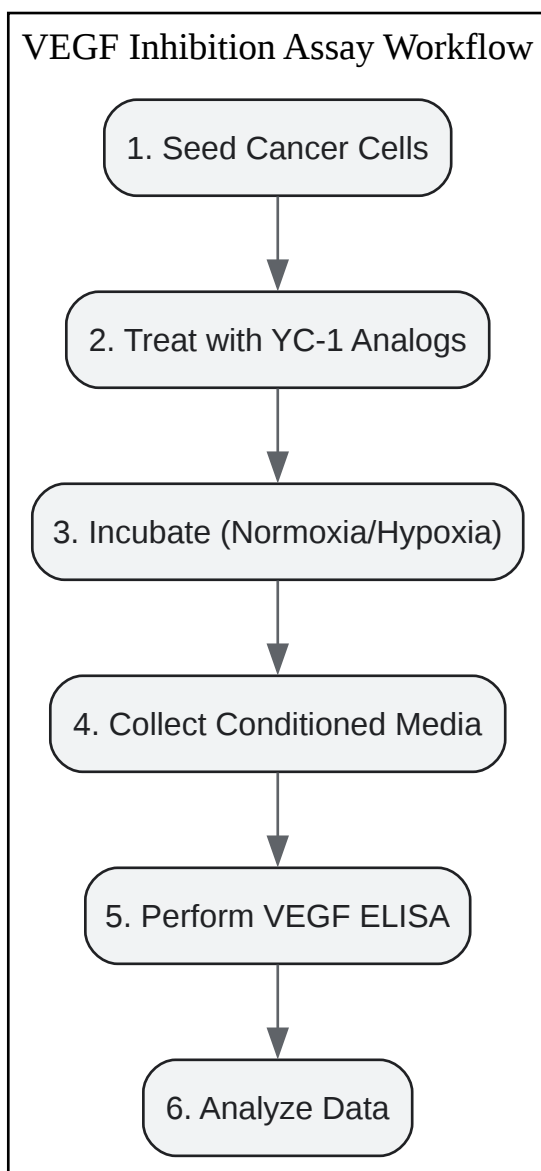 VEGF Inhibition Assay Workflow
1. Seed Cancer Cells
2. Treat with YC-1 Analogs
3. Incubate (Normoxia/Hypoxia)
4. Collect Conditioned Media
5. Perform VEGF ELISA
6. Analyze Data